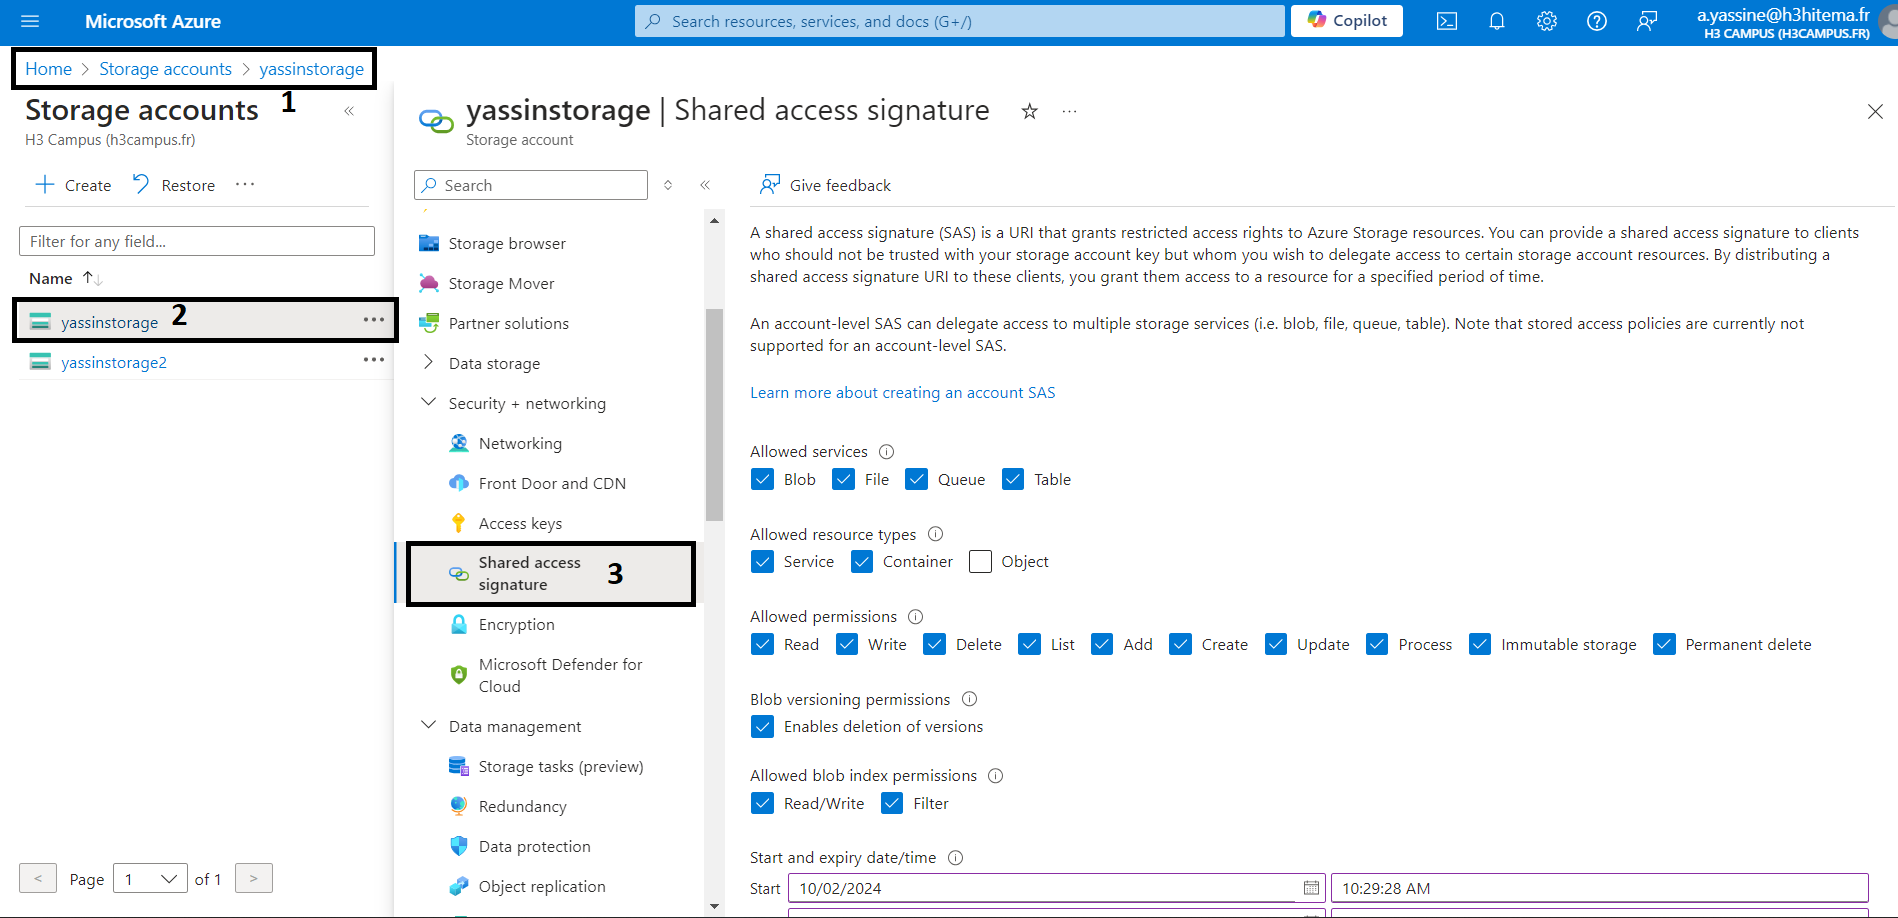 Microsoft Azure
Search resources, services, and docs (G+/)
Copilot
a.yassine@h3hitema.fr
H3 CAMPUS (H3CAMPUS.FR)
Home > Storage accounts > yassinstorage
Storage accounts
1
H3 Campus (h3campus.fr)
+ Create
Restore
...
Filter for any field...
Name
yassinstorage
2
...
yassinstorage2
...
< Page 1 of 1 >
yassinstorage | Shared access signature
...
Storage account
Search
Storage browser
Storage Mover
Partner solutions
Data storage
Security + networking
Networking
Front Door and CDN
Access keys
Shared access
signature
3
Encryption
Microsoft Defender for
Cloud
Data management
Storage tasks (preview)
Redundancy
Data protection
Object replication
Give feedback
A shared access signature (SAS) is a URI that grants restricted access rights to Azure Storage resources. You can provide a shared access signature to clients
who should not be trusted with your storage account key but whom you wish to delegate access to certain storage account resources. By distributing a
shared access signature URI to these clients, you grant them access to a resource for a specified period of time.
An account-level SAS can delegate access to multiple storage services (i.e. blob, file, queue, table). Note that stored access policies are currently not
supported for an account-level SAS.
Learn more about creating an account SAS
Allowed services
Blob File Queue Table
Allowed resource types
Service Container Object
Allowed permissions
Read Write Delete List Add Create Update Process Immutable storage Permanent delete
Blob versioning permissions
Enables deletion of versions
Allowed blob index permissions
Read/Write Filter
Start and expiry date/time
Start 10/02/2024 10:29:28 AM